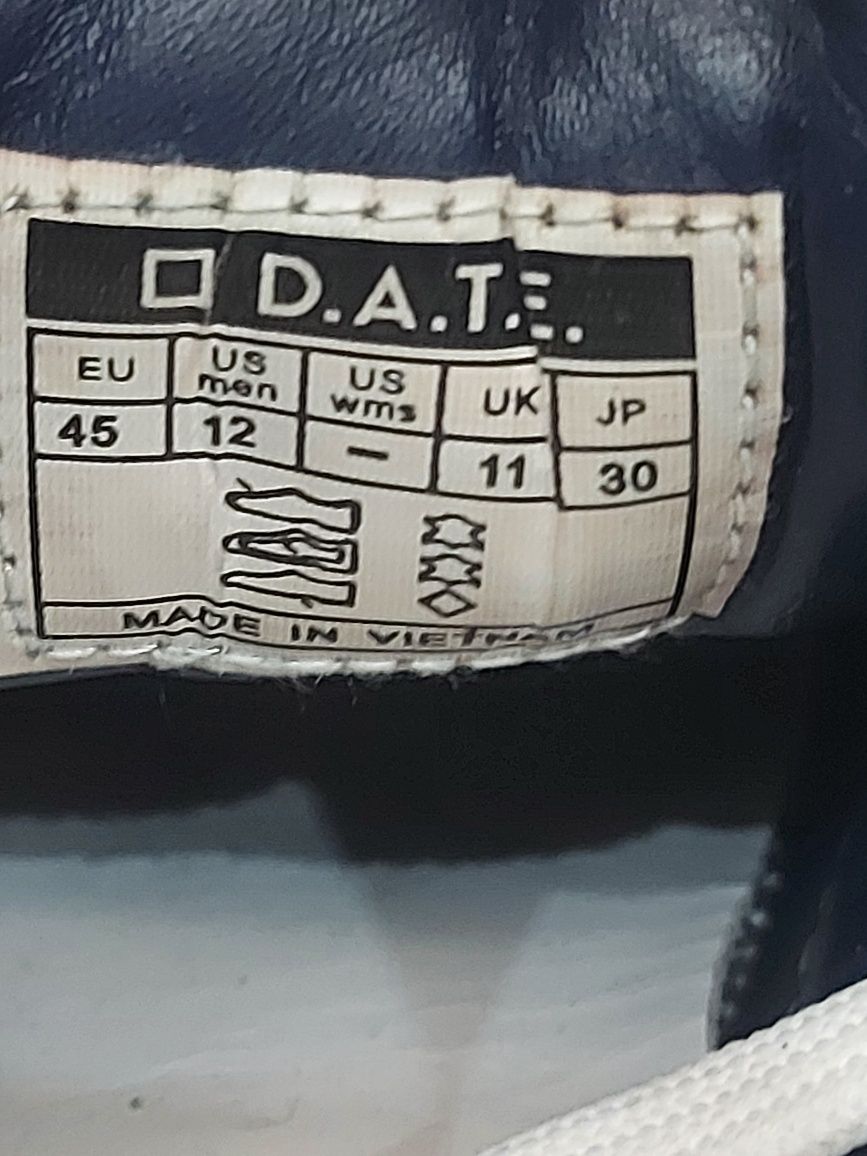 D.A.T.E.
EU US men US wms UK JP
45 12 – 11 30
MADE IN VIETNAM